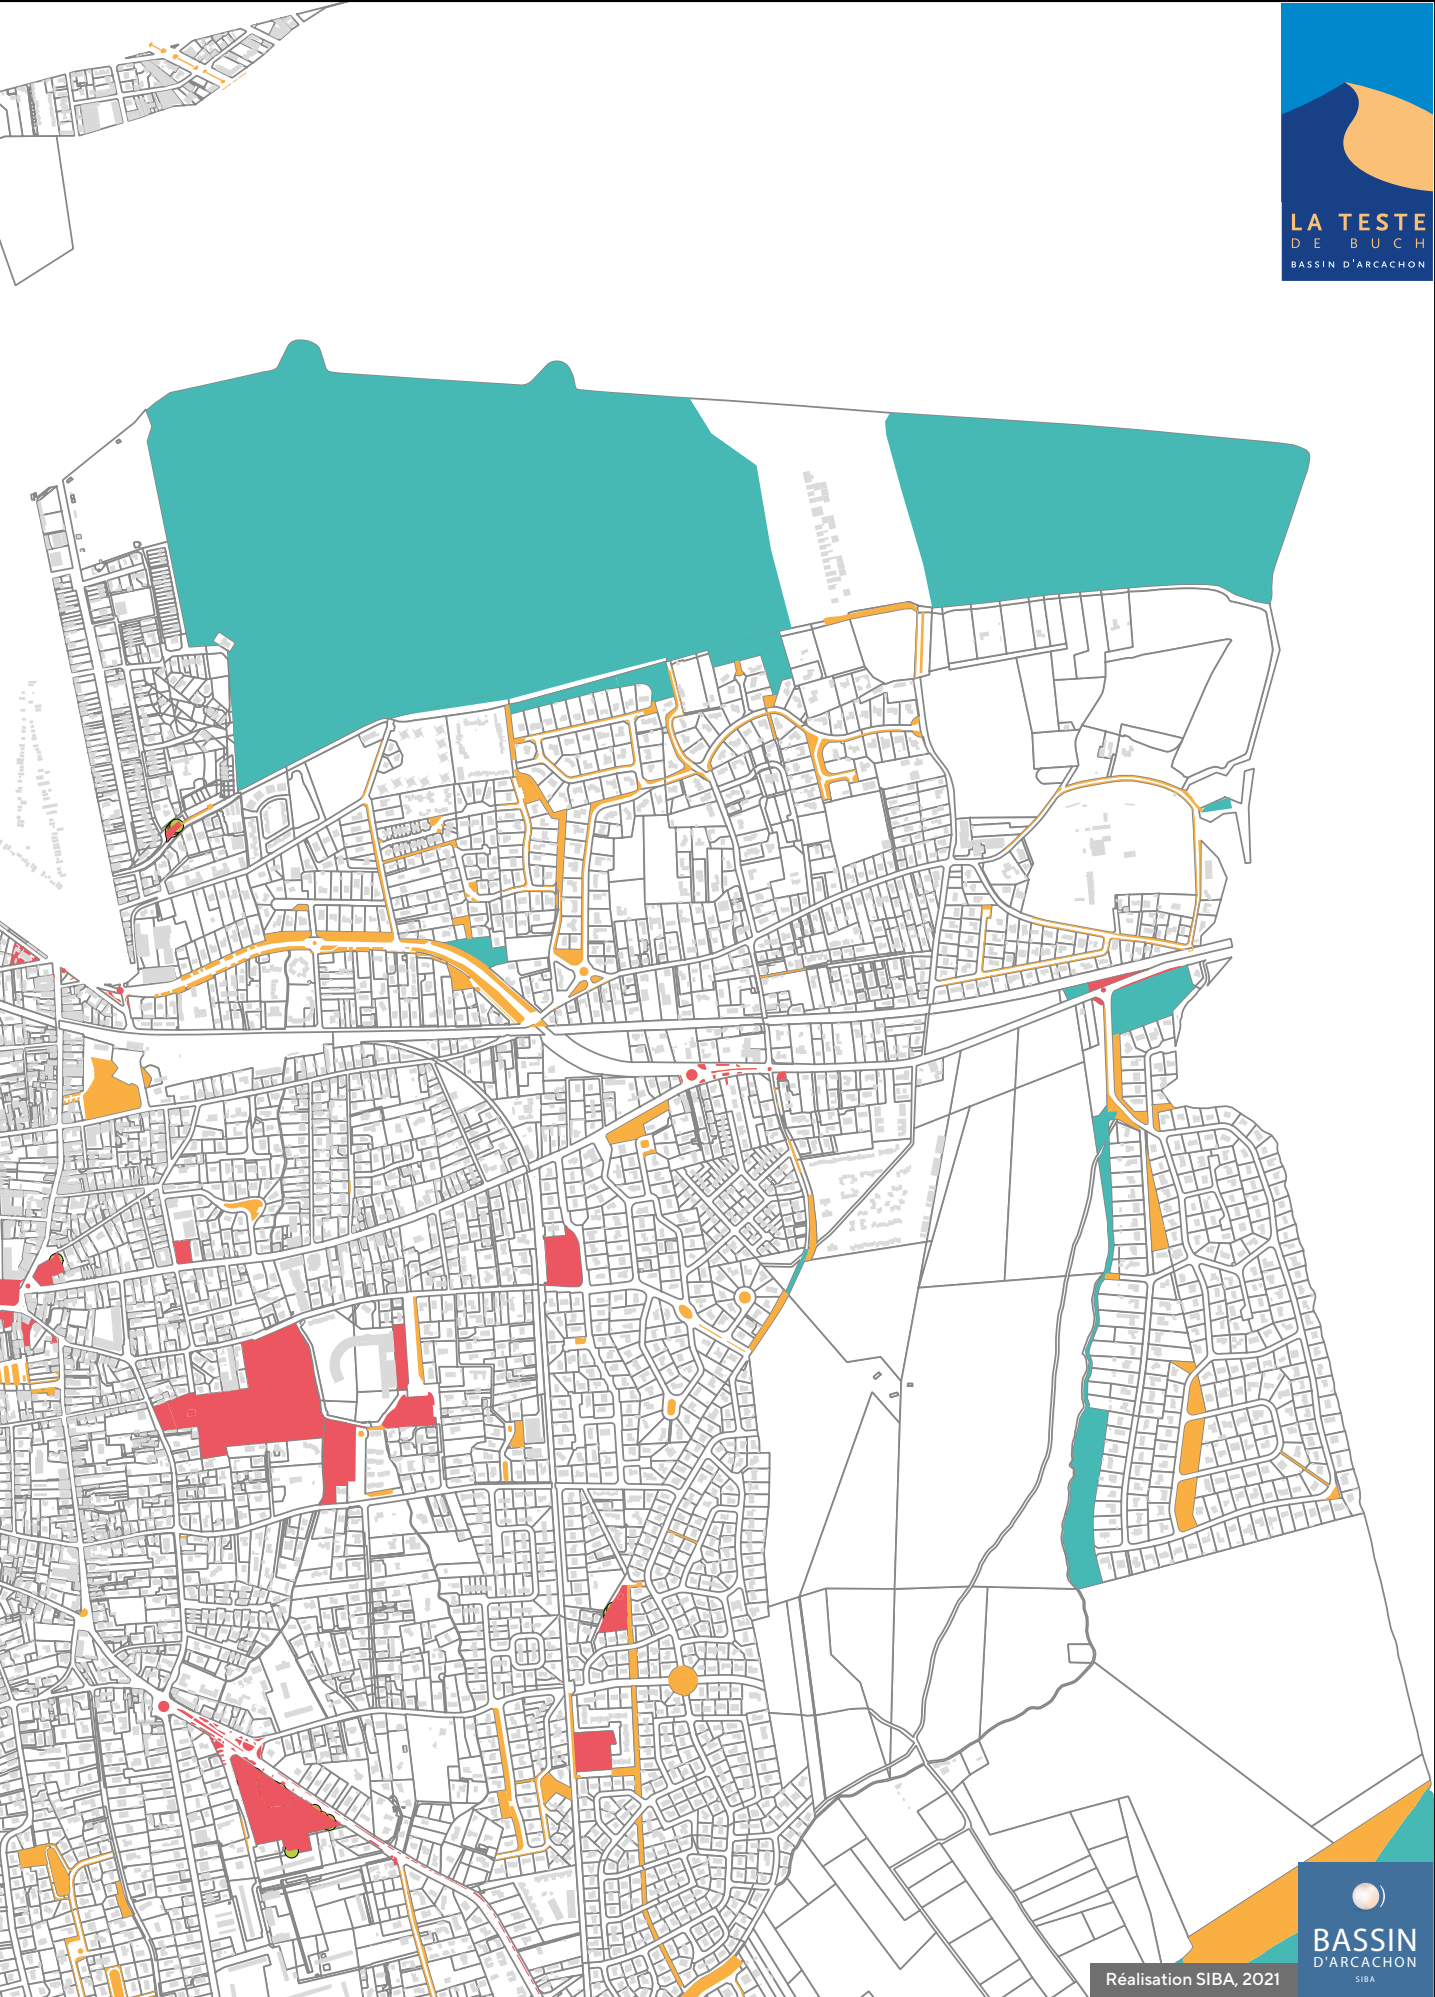 LA TESTE
DE BUCH
BASSIN D'ARCACHON
BASSIN
D'ARCACHON
SIBA
Réalisation SIBA, 2021